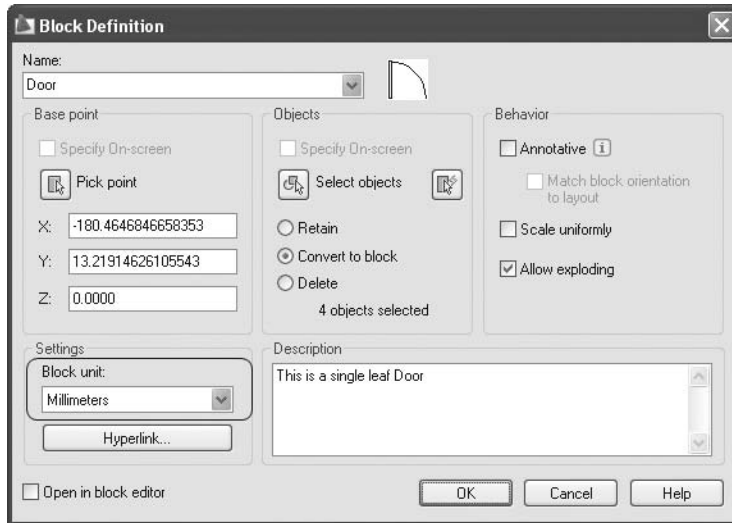 Block Definition
Name:
Door
Base point
Specify On-screen
Pick point
X: -180.4646846658353
Y: 13.21914626105543
Z: 0.0000
Objects
Specify On-screen
Select objects
Retain
Convert to block
Delete
4 objects selected
Behavior
Annotative
Match block orientation
to layout
Scale uniformly
Allow exploding
Settings
Block unit:
Millimeters
Hyperlink...
Description
This is a single leaf Door
Open in block editor
OK
Cancel
Help